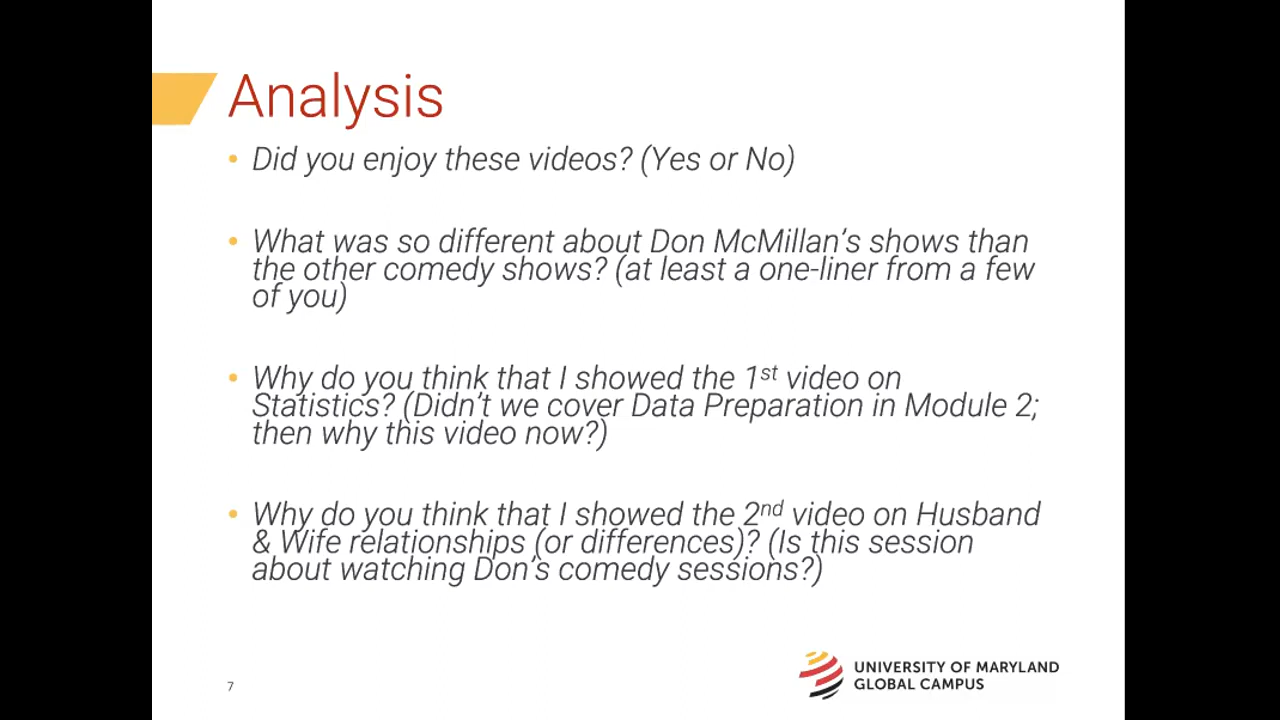 Analysis
• Did you enjoy these videos? (Yes or No)
• What was so different about Don McMillan's shows than
the other comedy shows? (at least a one-liner from a few
of you)
• Why do you think that I showed the 1st video on
Statistics? (Didn't we cover Data Preparation in Module 2;
then why this video now?)
• Why do you think that I showed the 2nd video on Husband
& Wife relationships (or differences)? (Is this session
about watching Don's comedy sessions?)
7
UNIVERSITY OF MARYLAND
GLOBAL CAMPUS